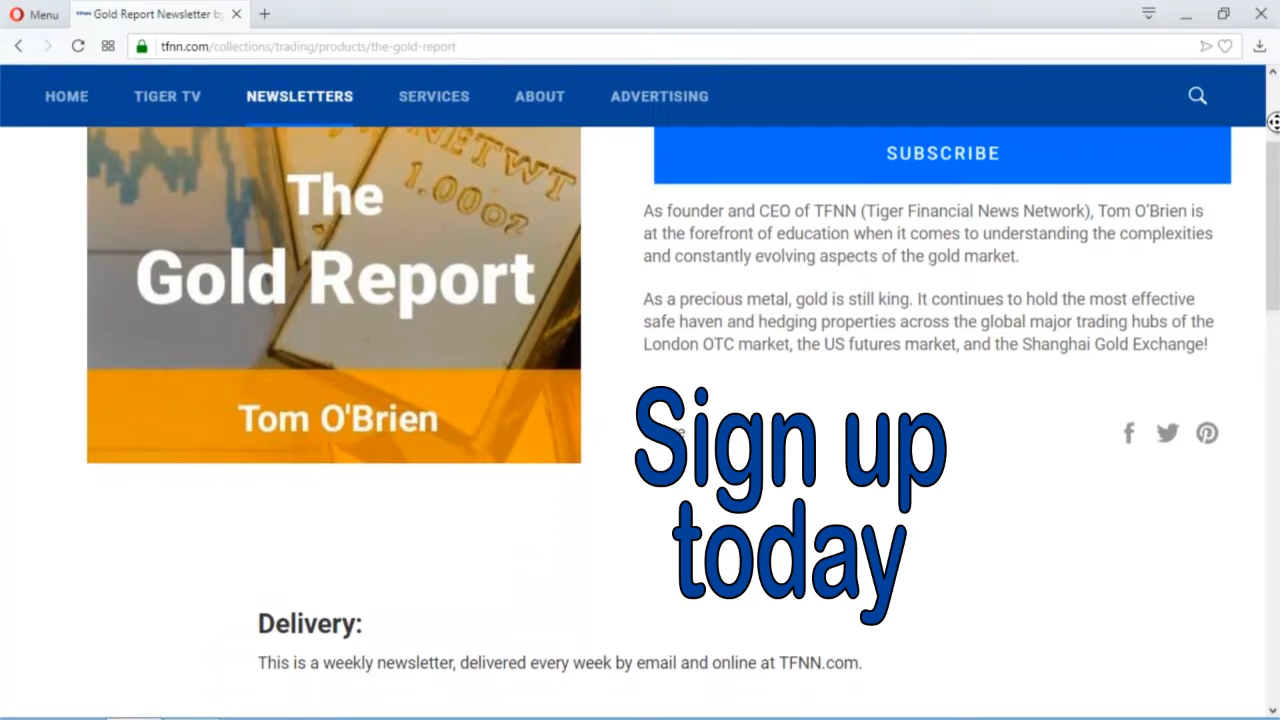 Menu
TFNN Gold Report Newsletter by
tfnn.com/collections/trading/products/the-gold-report
HOME
TIGER TV
NEWSLETTERS
SERVICES
ABOUT
ADVERTISING
NETWT
1.00oz
The
Gold Report
Tom O'Brien
SUBSCRIBE
As founder and CEO of TFNN (Tiger Financial News Network), Tom O'Brien is
at the forefront of education when it comes to understanding the complexities
and constantly evolving aspects of the gold market.
As a precious metal, gold is still king. It continues to hold the most effective
safe haven and hedging properties across the global major trading hubs of the
London OTC market, the US futures market, and the Shanghai Gold Exchange!
Sign up
today
Delivery:
This is a weekly newsletter, delivered every week by email and online at TFNN.com.